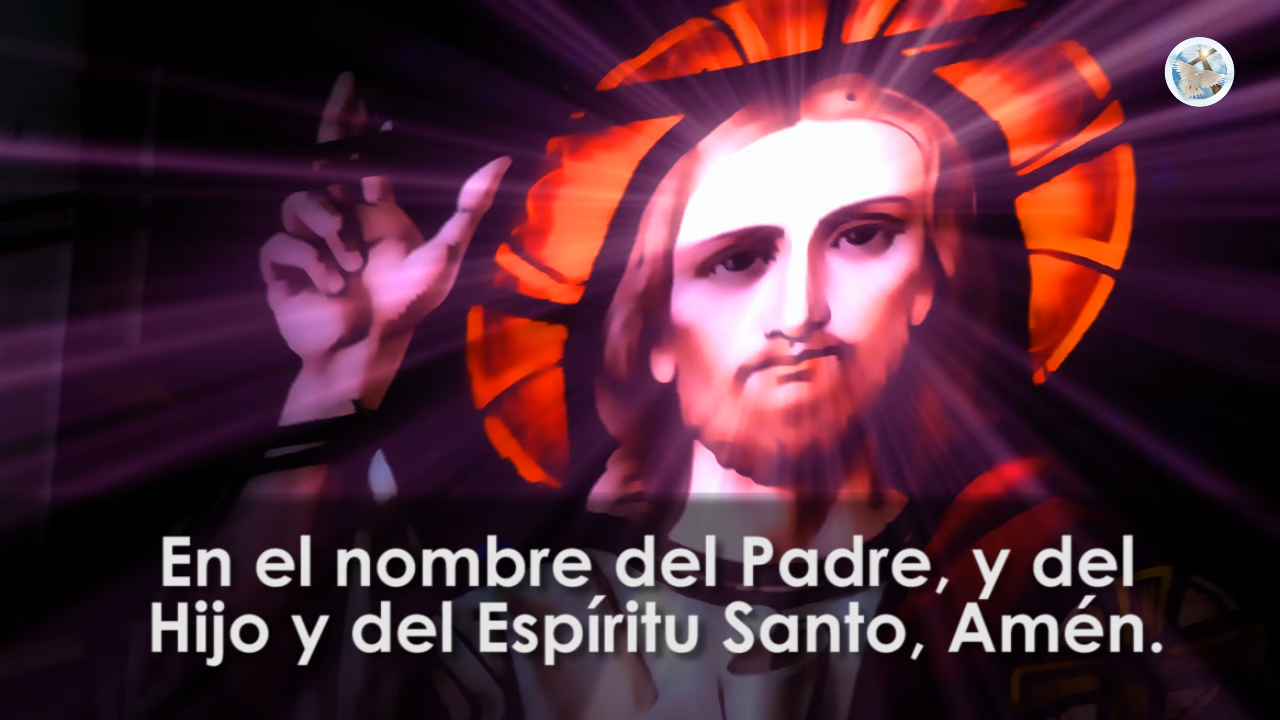 En el nombre del Padre, y del
Hijo y del Espíritu Santo, Amén.